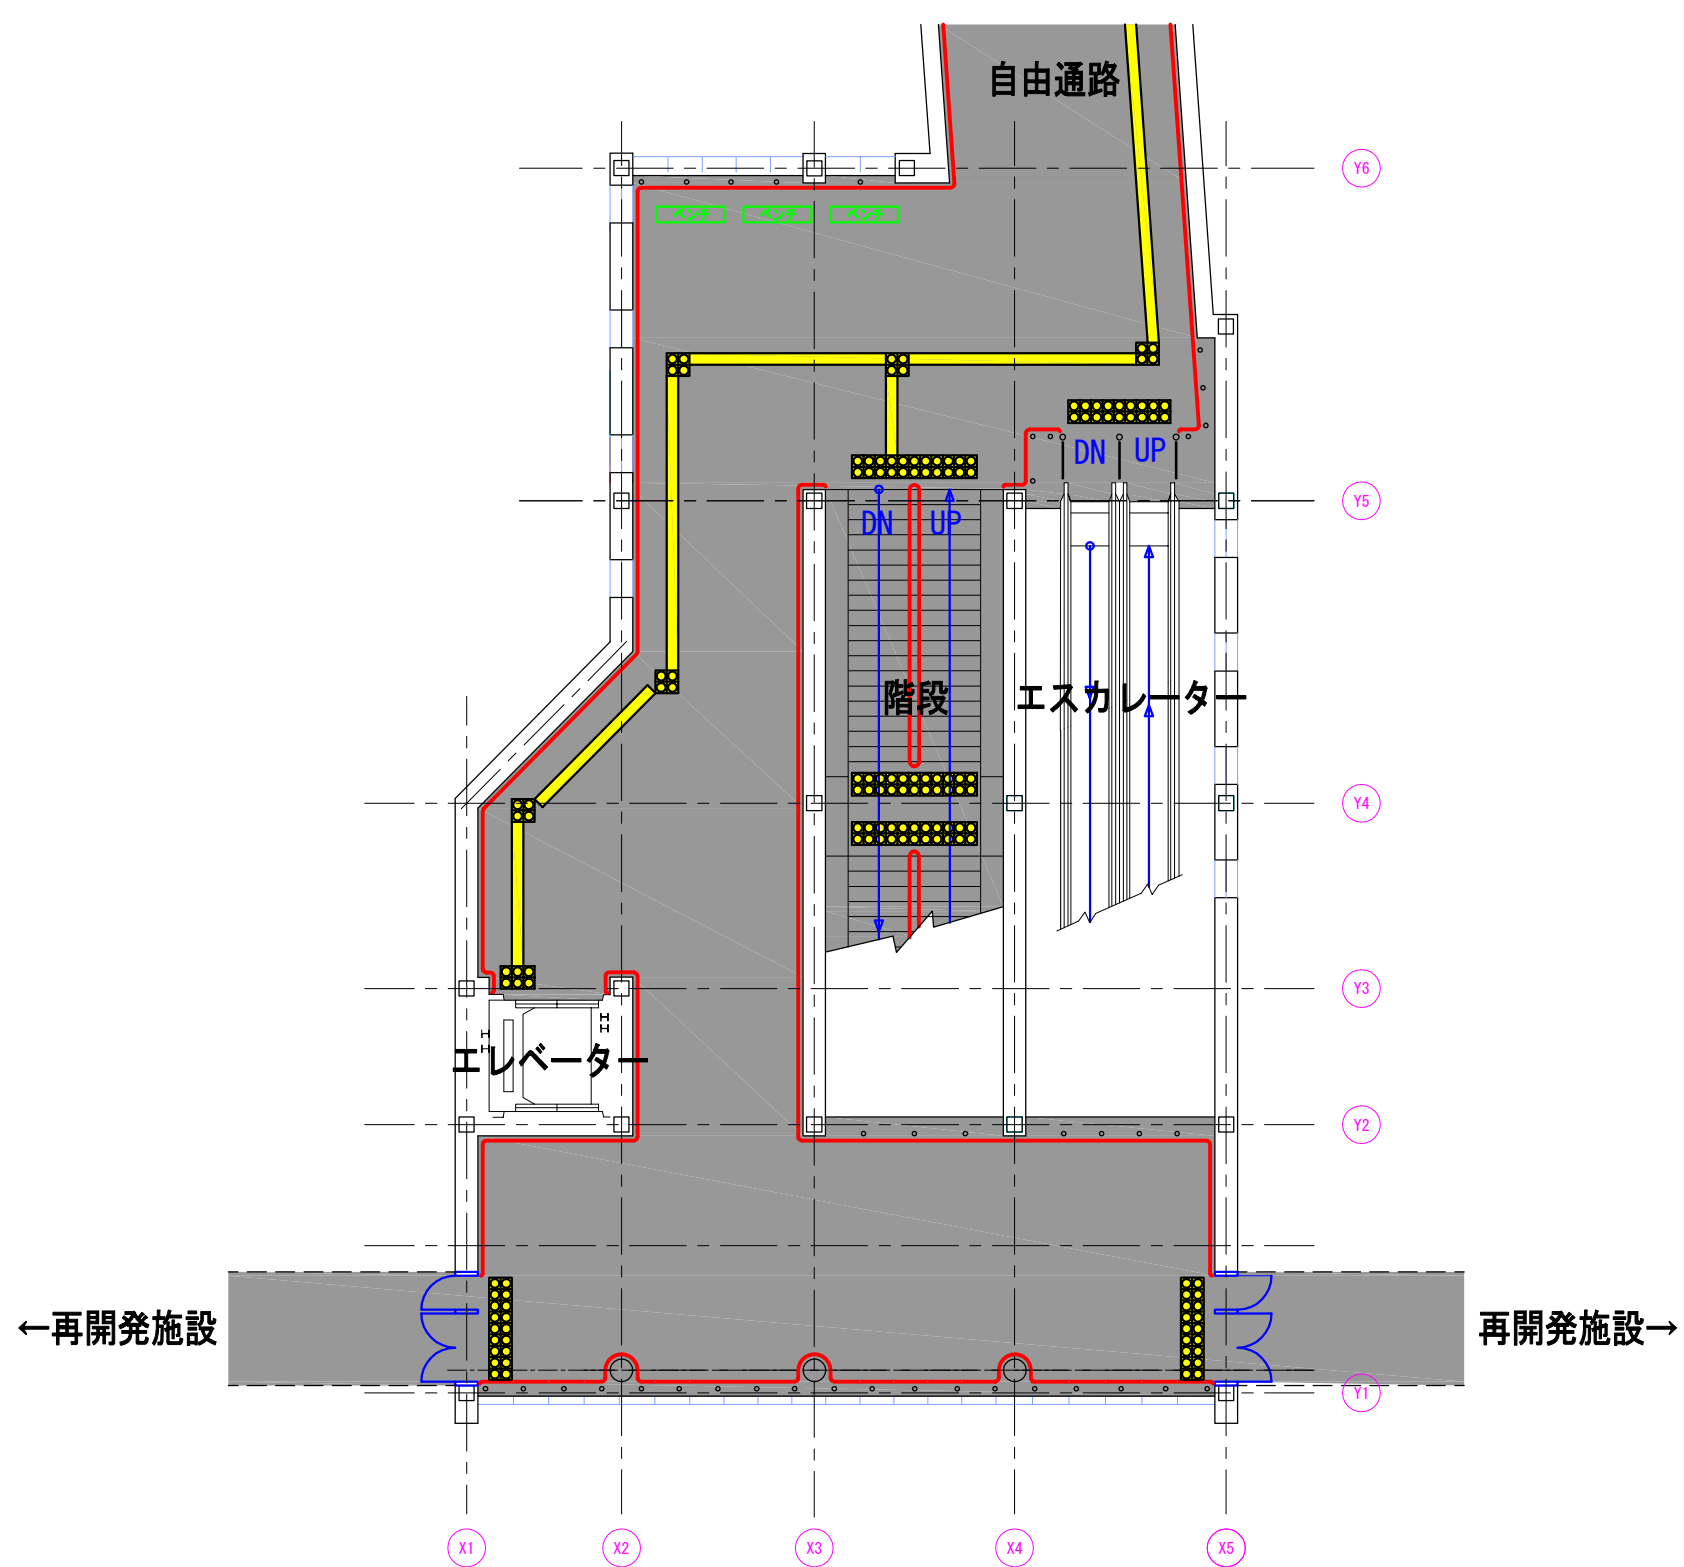 自由通路
Y6
ベンチ ベンチ ベンチ
DN UP
Y5
DN UP
階段
エスカレーター
Y4
Y3
エレベーター
Y2
←再開発施設
再開発施設→
Y1
X1 X2 X3 X4 X5